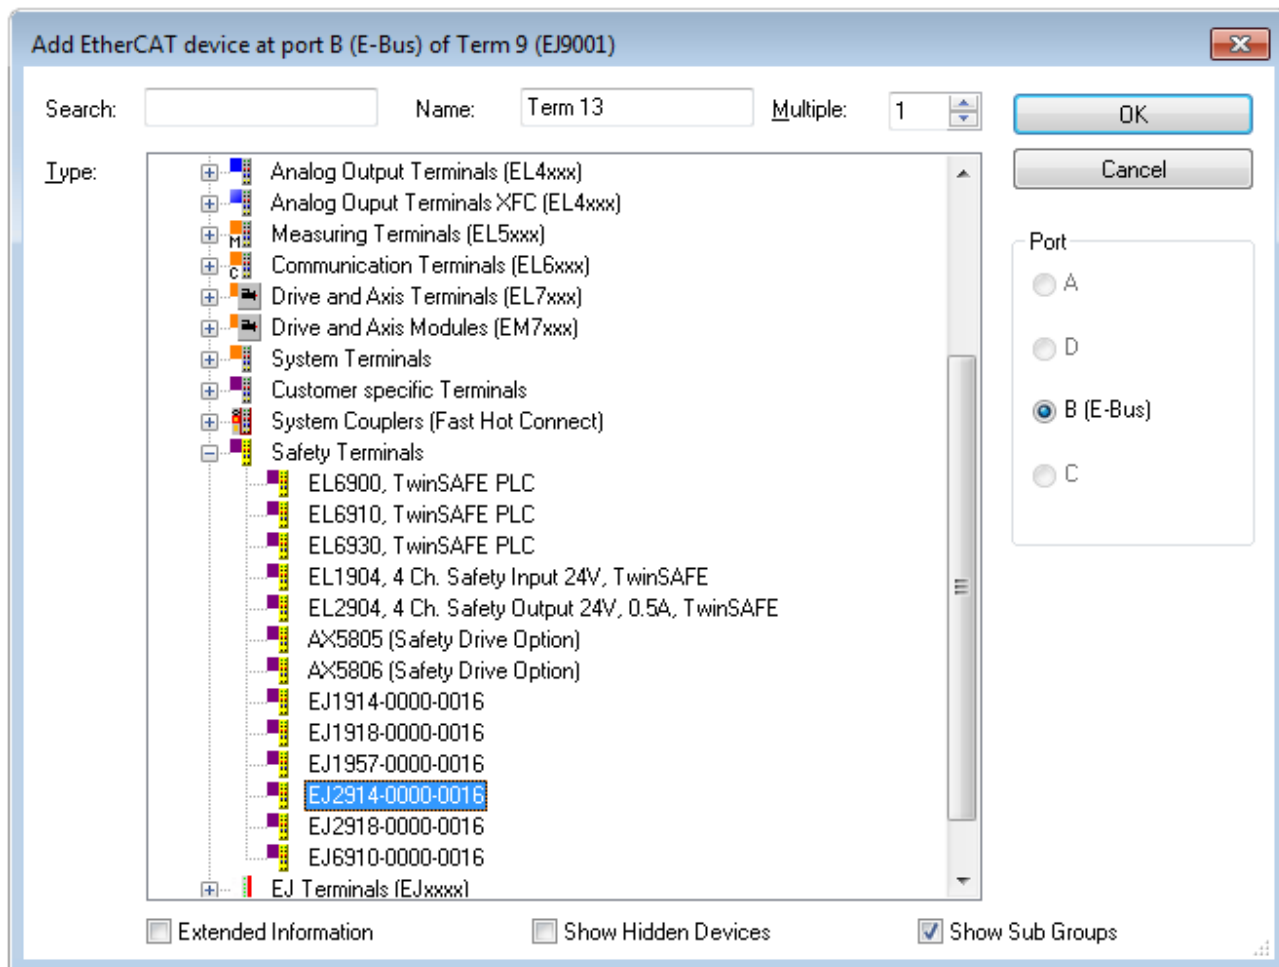 Add EtherCAT device at port B (E-Bus) of Term 9 (EJ9001)
Search: Name: Term 13 Multiple: 1 OK
Type: Cancel
Analog Output Terminals (EL4xxx)
Analog Ouput Terminals XFC (EL4xxx)
M Measuring Terminals (EL5xxx)
C Communication Terminals (EL6xxx)
Drive and Axis Terminals (EL7xxx)
Drive and Axis Modules (EM7xxx)
System Terminals
Customer specific Terminals
System Couplers (Fast Hot Connect)
Safety Terminals
EL6900, TwinSAFE PLC
EL6910, TwinSAFE PLC
EL6930, TwinSAFE PLC
EL1904, 4 Ch. Safety Input 24V, TwinSAFE
EL2904, 4 Ch. Safety Output 24V, 0.5A, TwinSAFE
AX5805 (Safety Drive Option)
AX5806 (Safety Drive Option)
EJ1914-0000-0016
EJ1918-0000-0016
EJ1957-0000-0016
EJ2914-0000-0016
EJ2918-0000-0016
EJ6910-0000-0016
EJ Terminals (EJxxxx)
Port
A
D
B (E-Bus)
C
Extended Information Show Hidden Devices Show Sub Groups